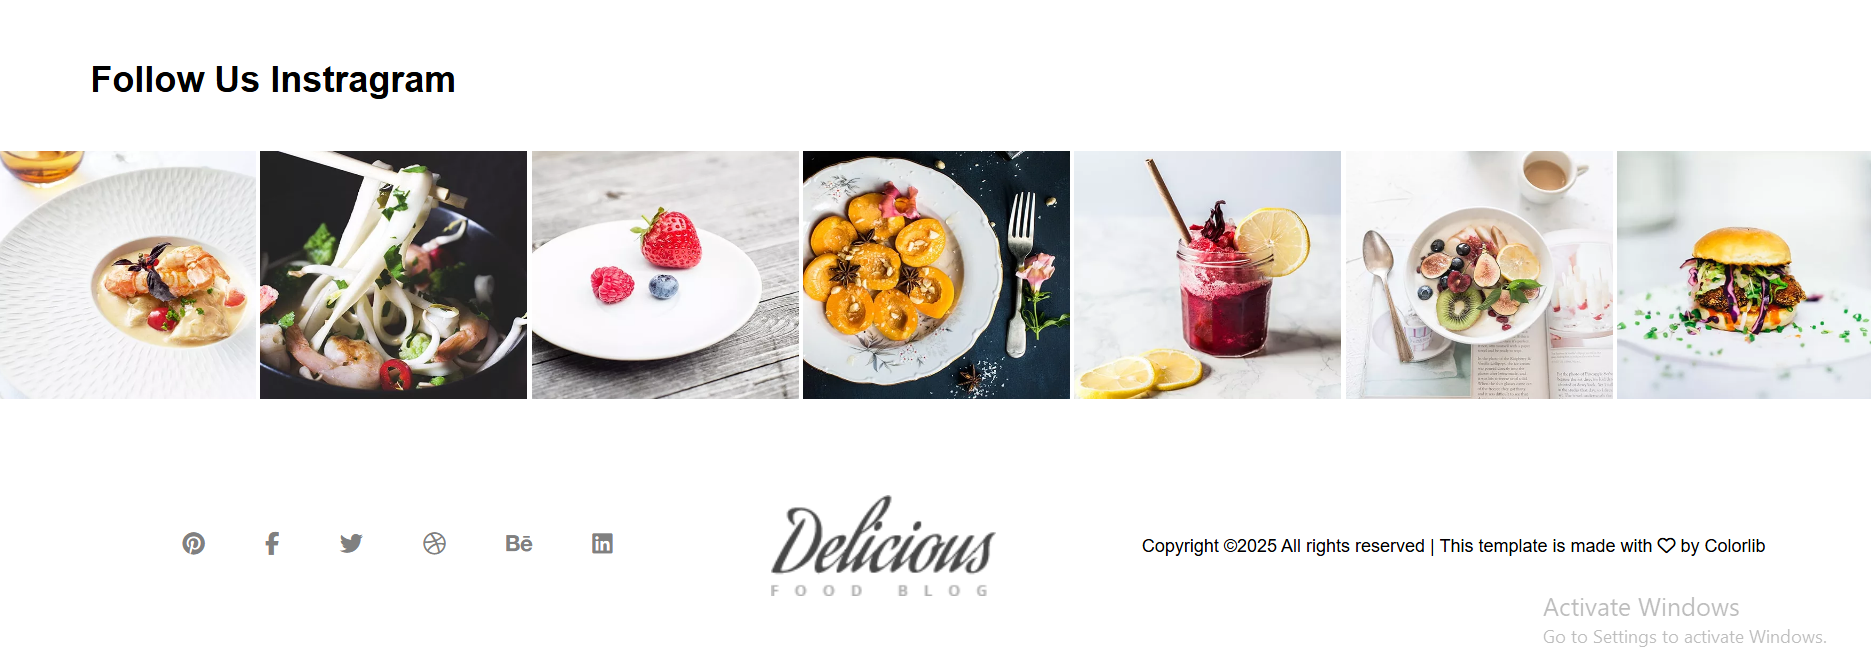 Follow Us Instragram
Bē
Delicious
FOOD BLOG
Copyright ©2025 All rights reserved | This template is made with ♡ by Colorlib
Activate Windows
Go to Settings to activate Windows.